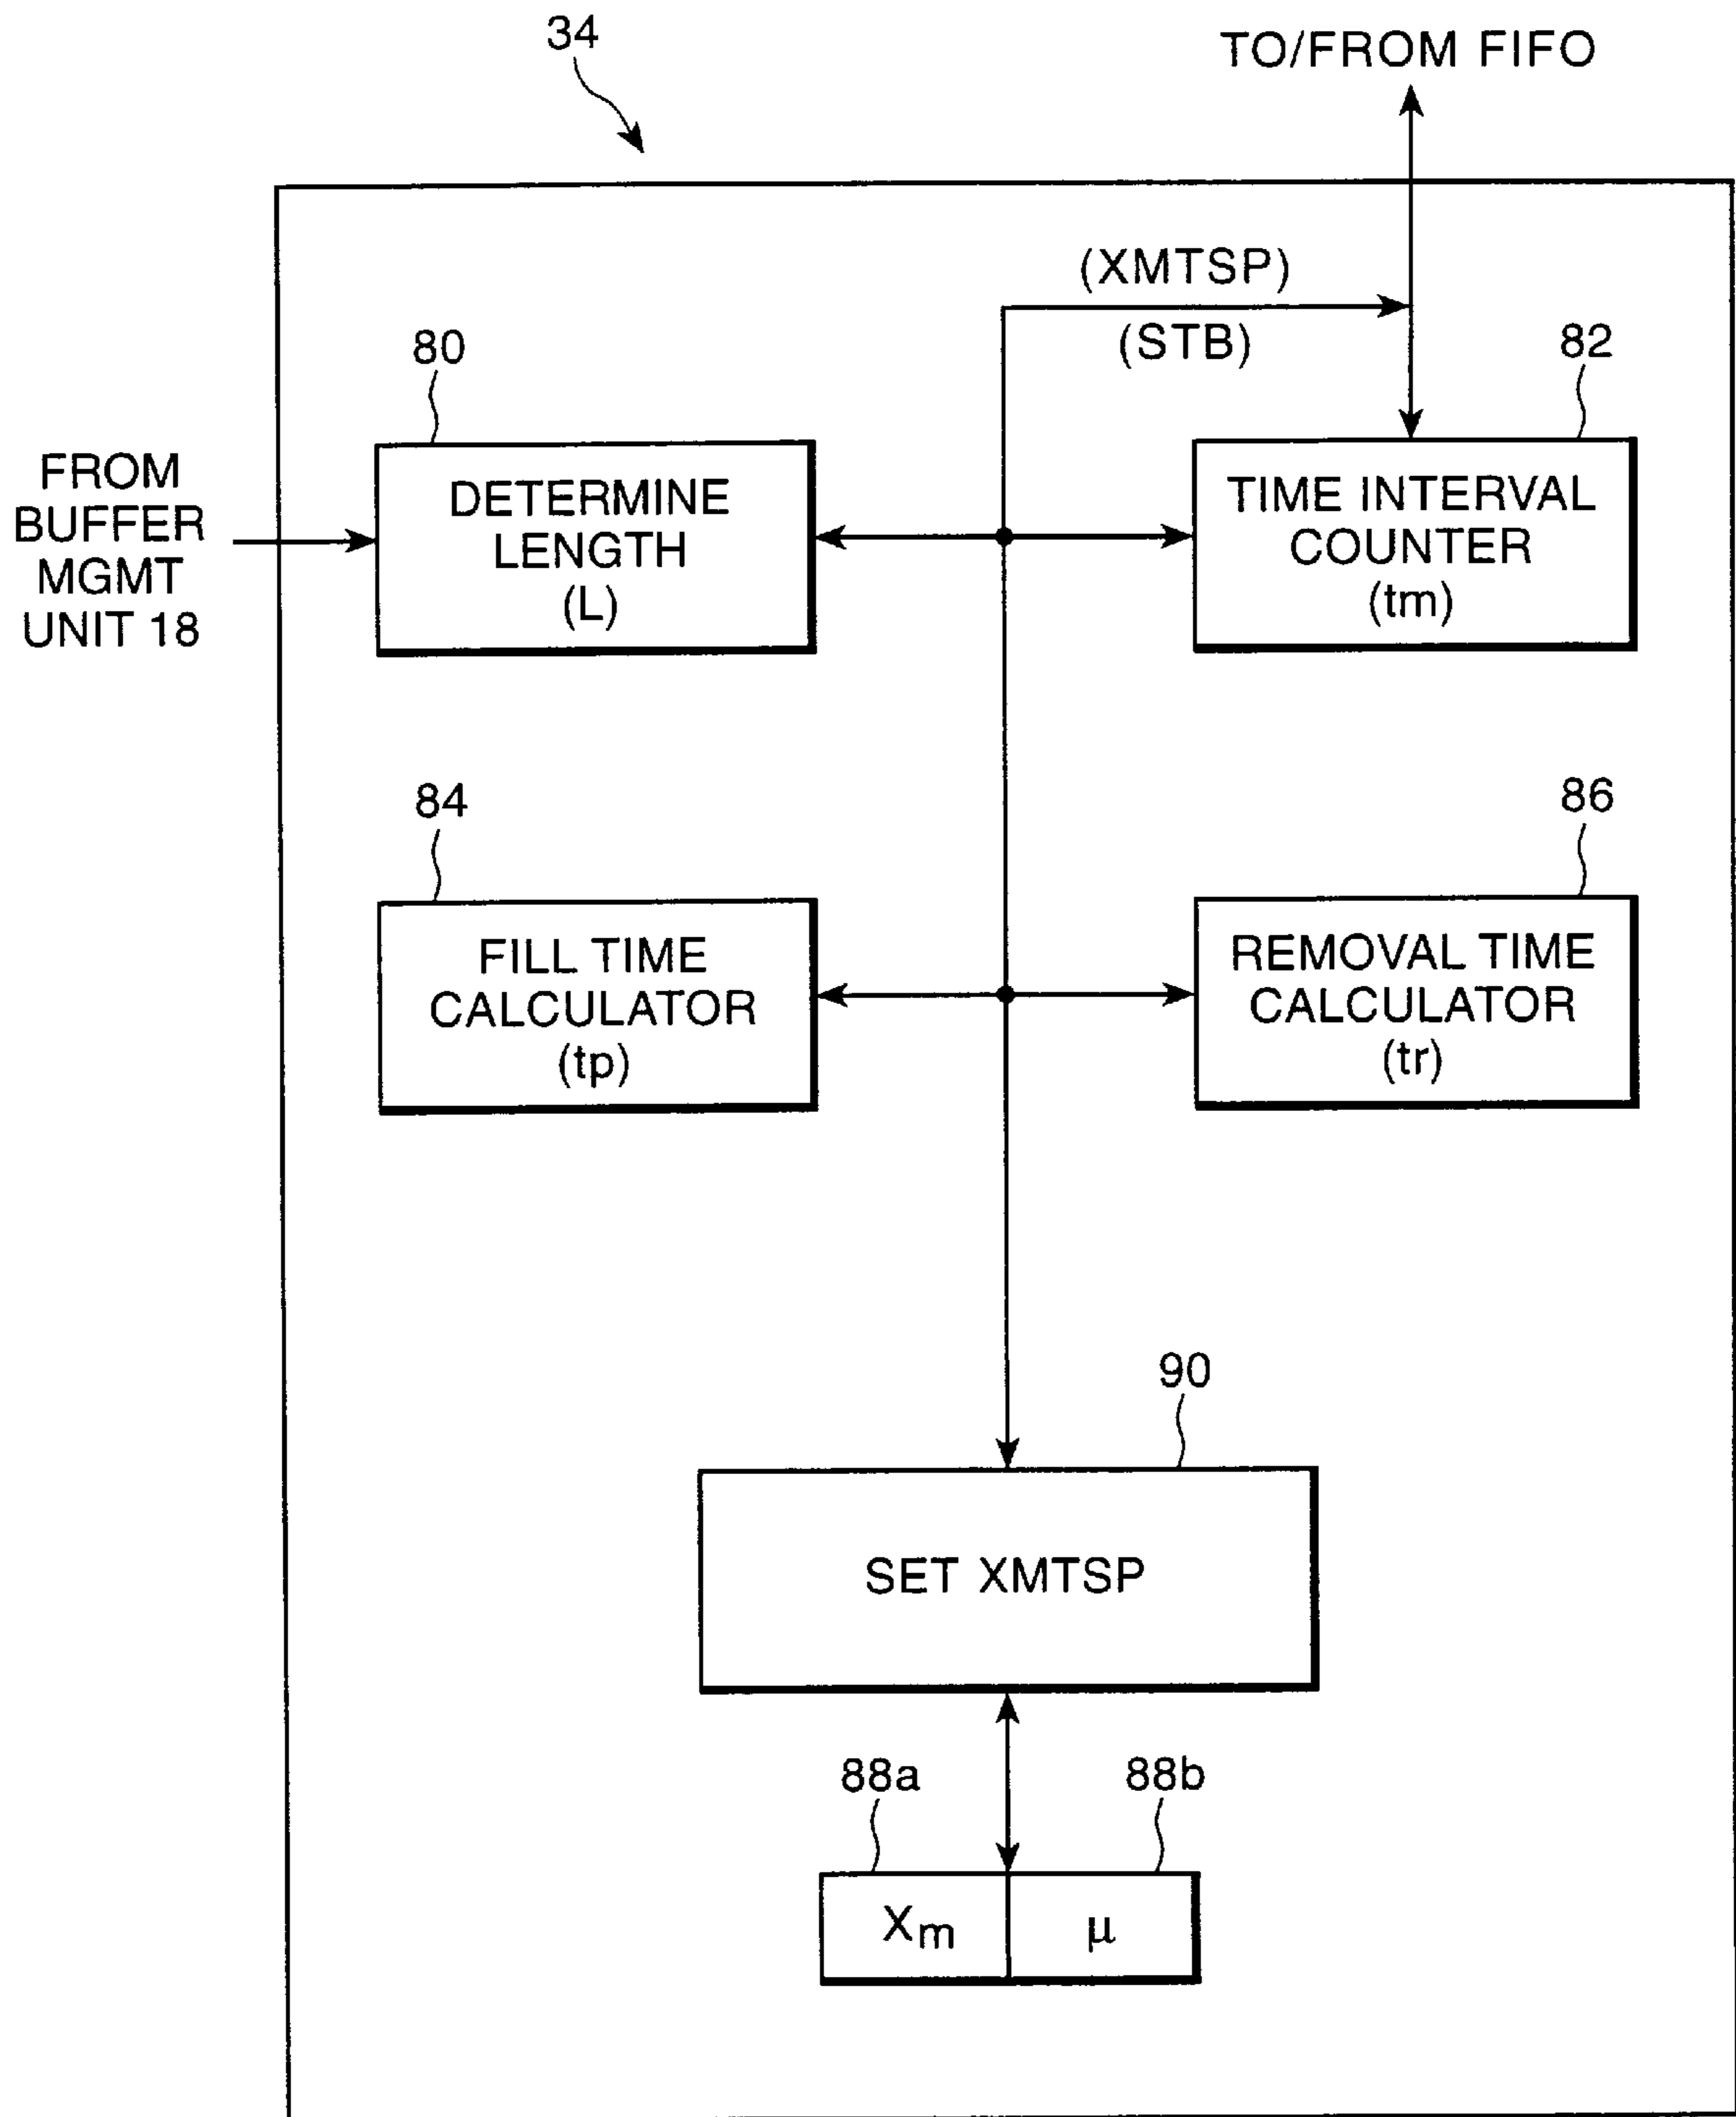 34
TO/FROM FIFO
(XMTSP)
(STB)
80
82
FROM
BUFFER
MGMT
UNIT 18
DETERMINE
LENGTH
(L)
TIME INTERVAL
COUNTER
(tm)
84
86
FILL TIME
CALCULATOR
(tp)
REMOVAL TIME
CALCULATOR
(tr)
90
SET XMTSP
88a
88b
Xm
μ